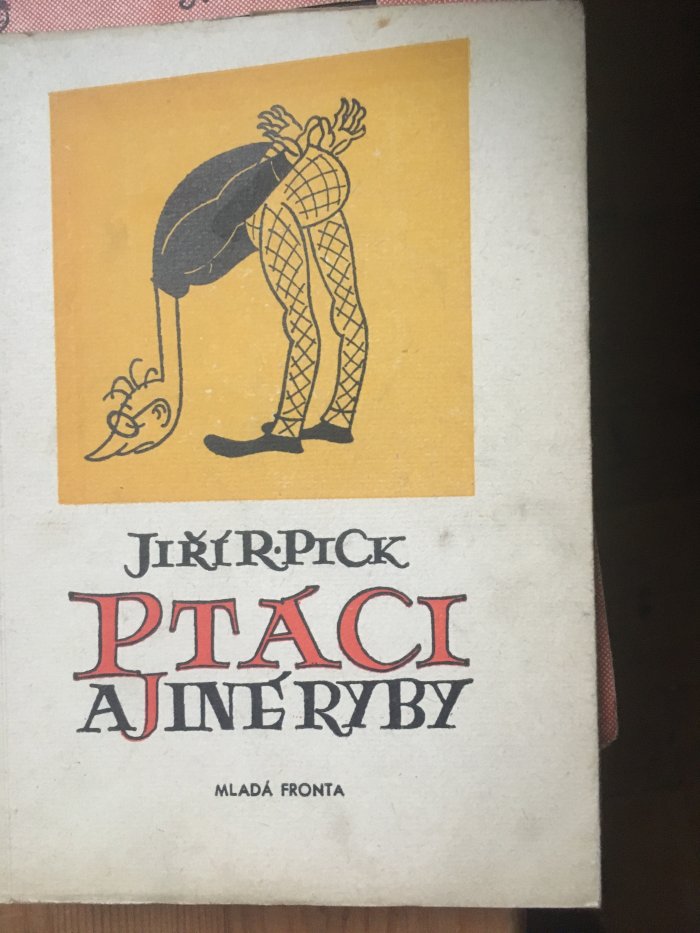 JIŘÍ R. PICK
PTÁCI
A JINÉ RYBY
MLADÁ FRONTA